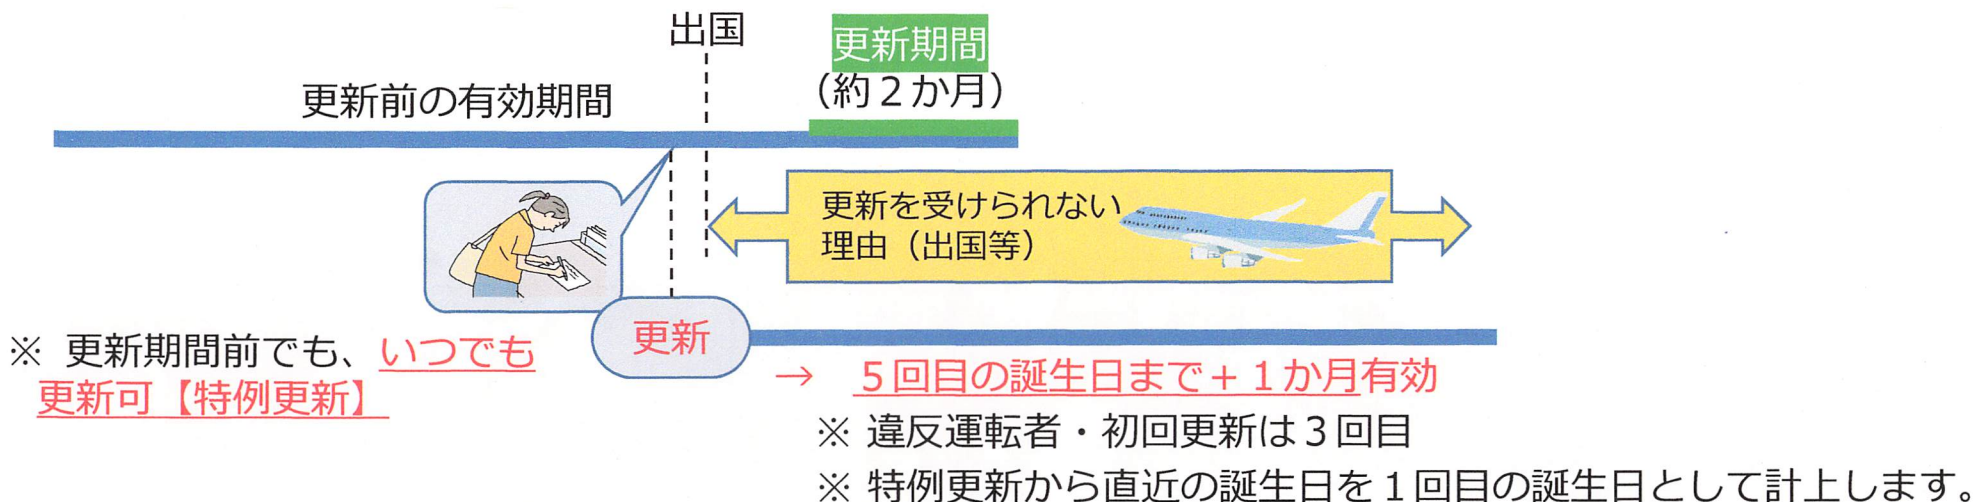 出国
更新期間
(約2か月)
更新前の有効期間
更新を受けられない
理由(出国等)
更新
※ 更新期間前でも、いつでも
更新可【特例更新】
→ 5回目の誕生日まで+1か月有効
※ 違反運転者・初回更新は3回目
※ 特例更新から直近の誕生日を1回目の誕生日として計上します。